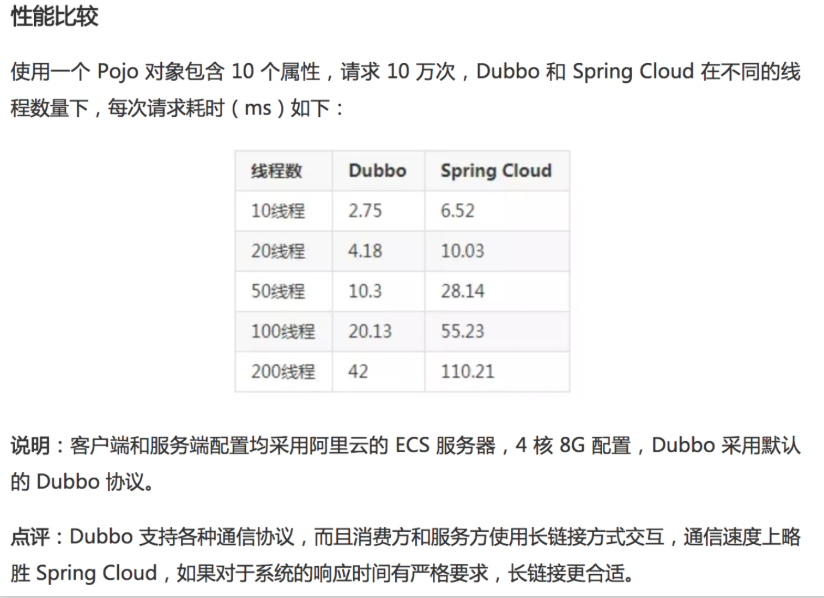 性能比较
使用一个 Pojo 对象包含 10 个属性，请求 10 万次，Dubbo 和 Spring Cloud 在不同的线
程数量下，每次请求耗时（ms）如下：
线程数 Dubbo Spring Cloud
10线程 2.75 6.52
20线程 4.18 10.03
50线程 10.3 28.14
100线程 20.13 55.23
200线程 42 110.21
说明：客户端和服务端配置均采用阿里云的 ECS 服务器，4 核 8G 配置，Dubbo 采用默认
的 Dubbo 协议。
点评：Dubbo 支持各种通信协议，而且消费方和服务方使用长链接方式交互，通信速度上略
胜 Spring Cloud，如果对于系统的响应时间有严格要求，长链接更合适。